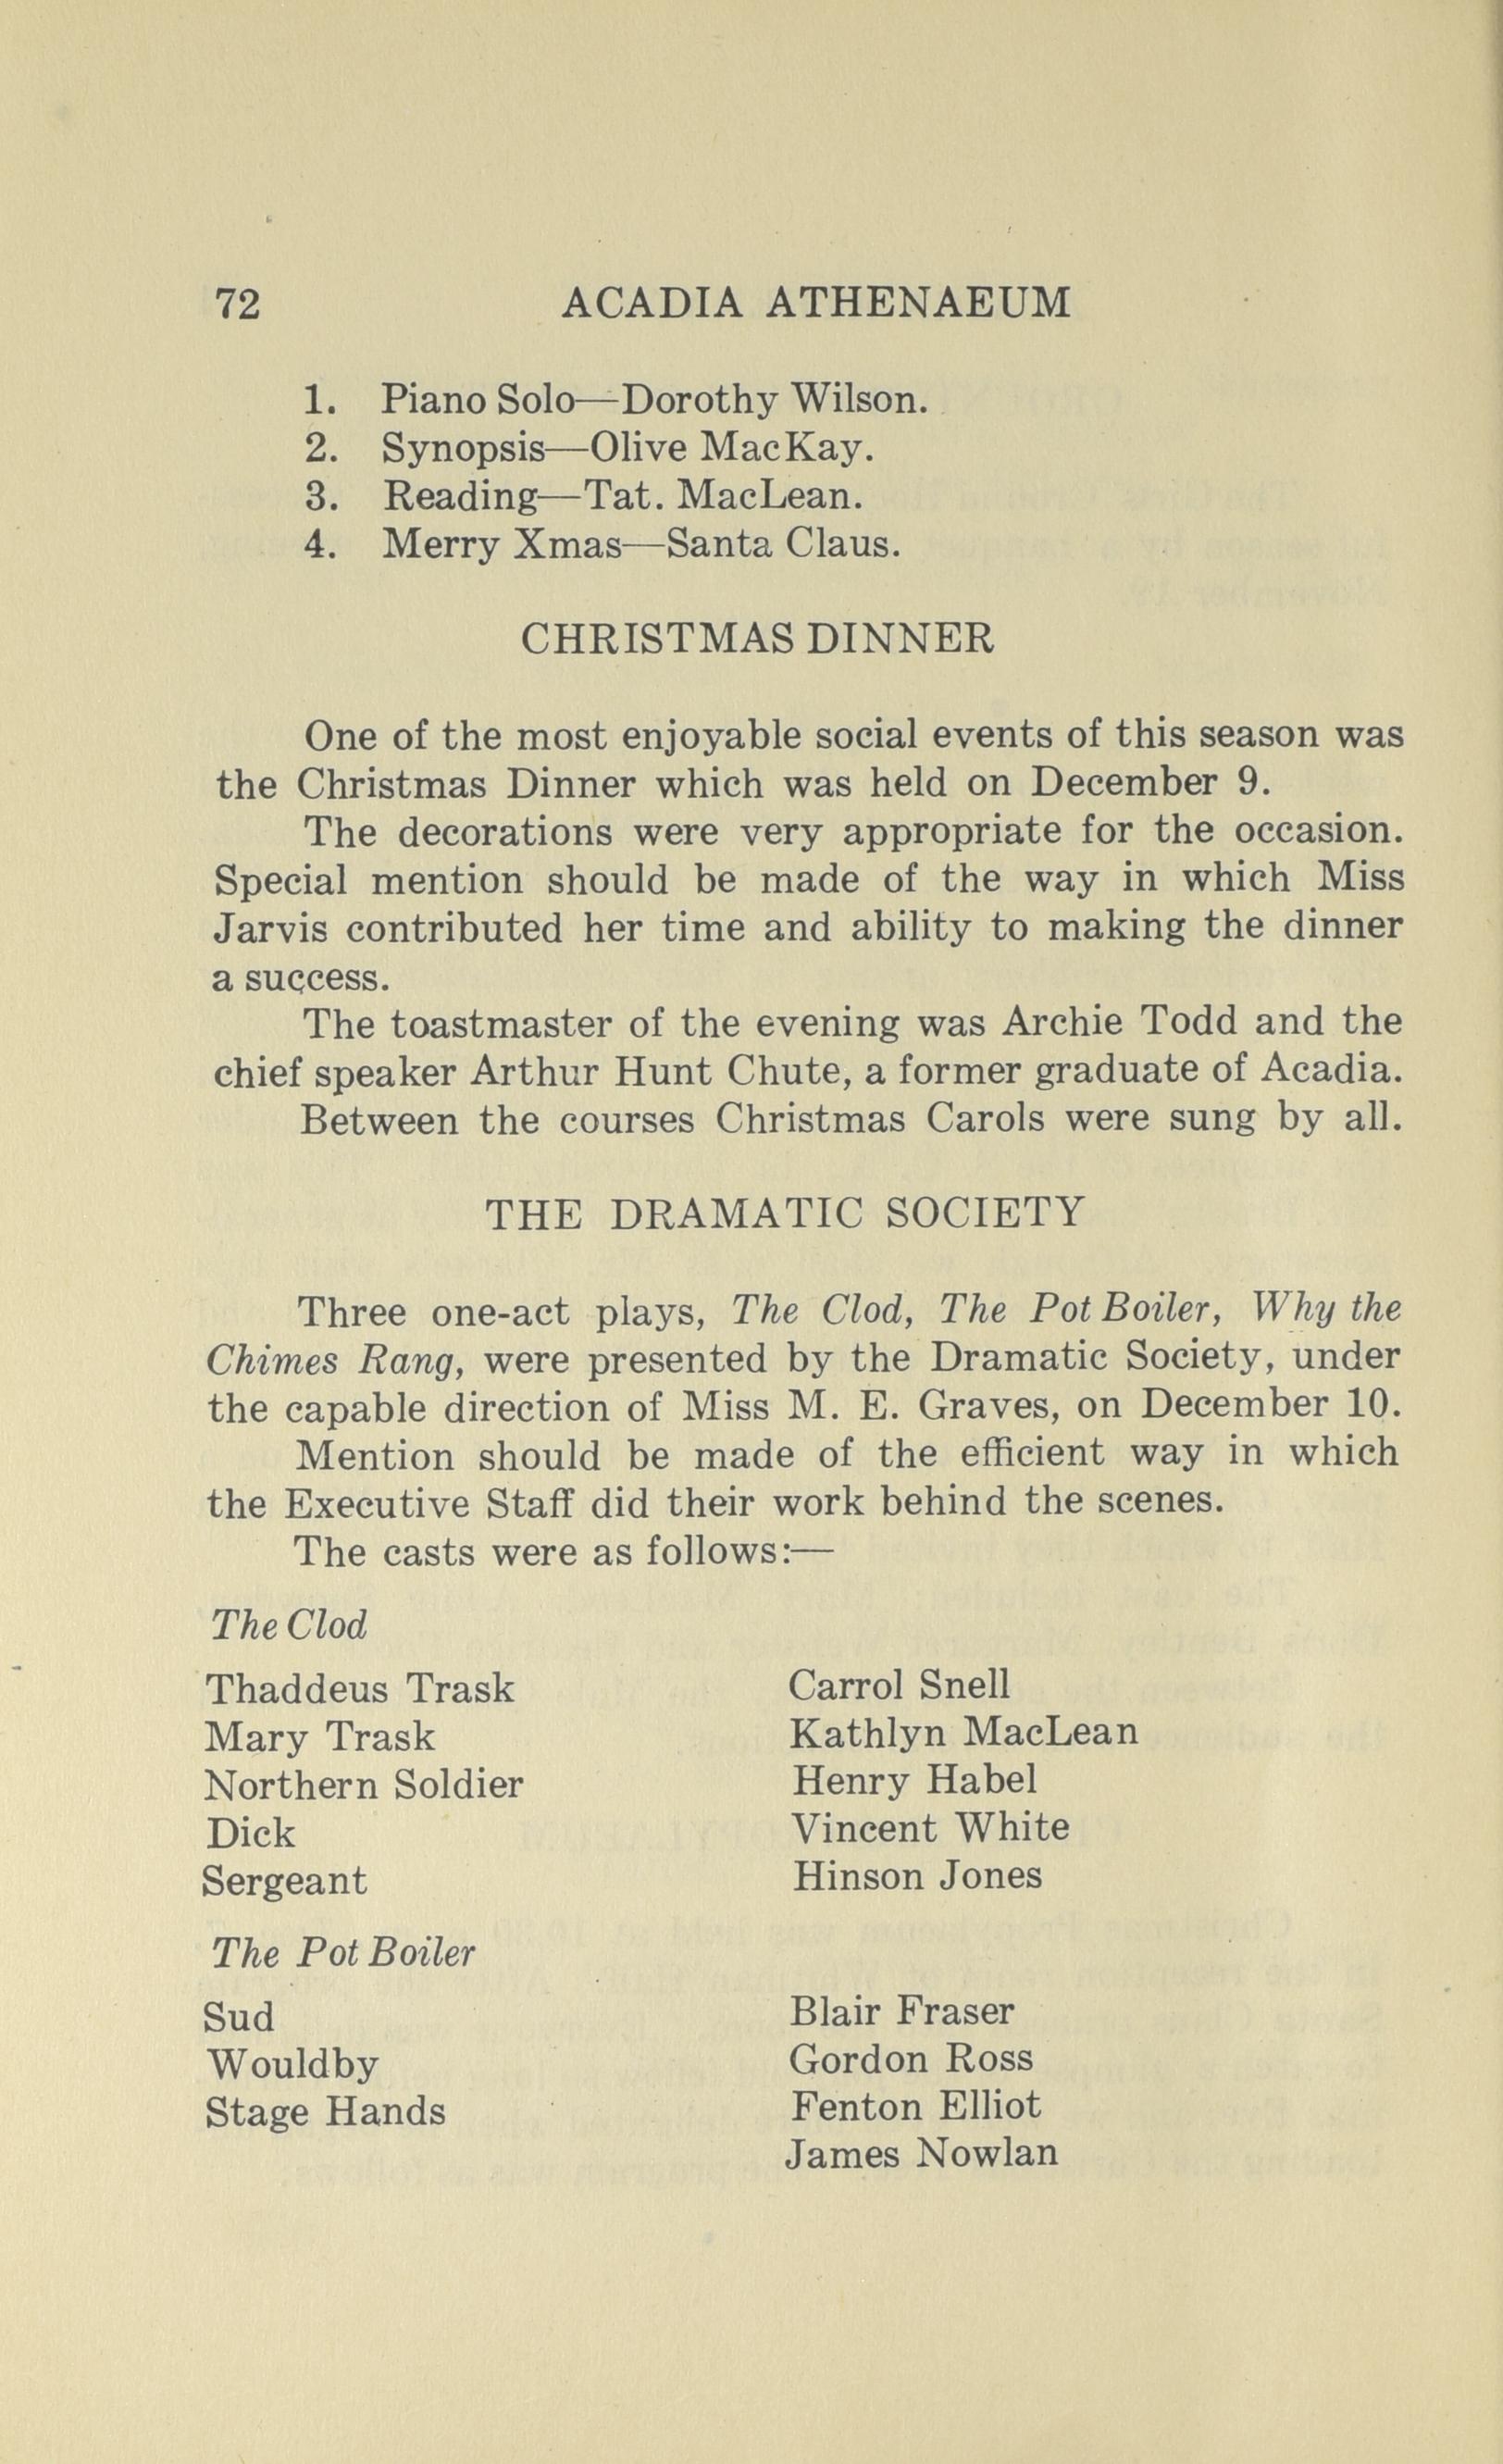 72 ACADIA ATHENAEUM
1. Piano Solo—Dorothy Wilson.
2. Synopsis—Olive MacKay.
3. Reading—Tat. MacLean.
4. Merry Xmas—Santa Claus.
CHRISTMAS DINNER
One of the most enjoyable social events of this season was
the Christmas Dinner which was held on December 9.
The decorations were very appropriate for the occasion.
Special mention should be made of the way in which Miss
Jarvis contributed her time and ability to making the dinner
a success.
The toastmaster of the evening was Archie Todd and the
chief speaker Arthur Hunt Chute, a former graduate of Acadia.
Between the courses Christmas Carols were sung by all.
THE DRAMATIC SOCIETY
Three one-act plays, The Clod, The Pot Boiler, Why the
Chimes Rang, were presented by the Dramatic Society, under
the capable direction of Miss M. E. Graves, on December 10.
Mention should be made of the efficient way in which
the Executive Staff did their work behind the scenes.
The casts were as follows:—
The Clod
Thaddeus Trask Carrol Snell
Mary Trask Kathlyn MacLean
Northern Soldier Henry Habel
Dick Vincent White
Sergeant Hinson Jones
The Pot Boiler
Sud Blair Fraser
Wouldby Gordon Ross
Stage Hands Fenton Elliot
James Nowlan